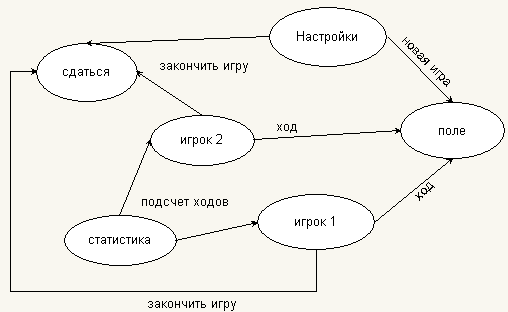 Настройки
сдаться
закончить игру
новая игра
игрок 2
ход
поле
подсчет ходов
ход
статистика
игрок 1
закончить игру